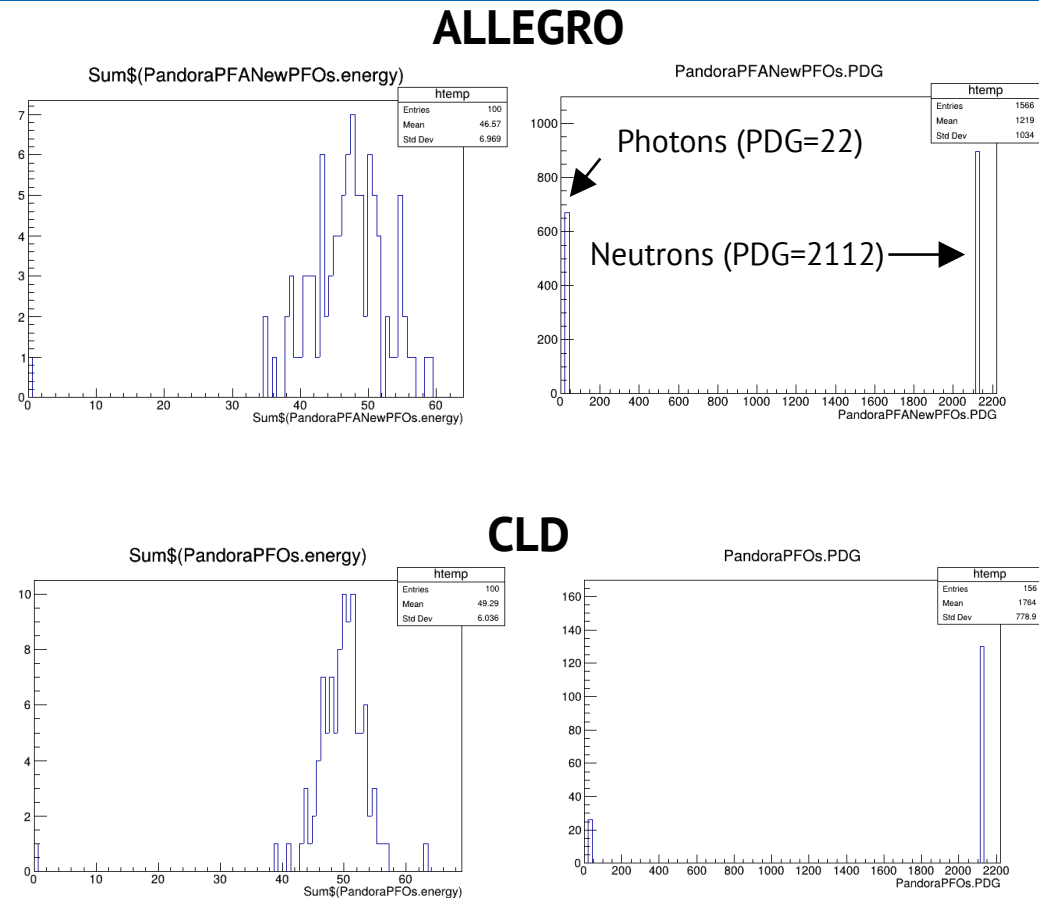 ALLEGRO
Sum$(PandoraPFANewPFOs.energy)
htemp
Entries 100
Mean 46.57
Std Dev 6.969
7
6
5
4
3
2
1
0
0 10 20 30 40 50 60
Sum$(PandoraPFANewPFOs.energy)
PandoraPFANewPFOs.PDG
htemp
Entries 1566
Mean 1219
Std Dev 1034
Photons (PDG=22)
Neutrons (PDG=2112)
1000
800
600
400
200
0
0 200 400 600 800 1000 1200 1400 1600 1800 2000 2200
PandoraPFANewPFOs.PDG
CLD
Sum$(PandoraPFOs.energy)
htemp
Entries 100
Mean 49.29
Std Dev 6.036
10
8
6
4
2
0
0 10 20 30 40 50 60
Sum$(PandoraPFOs.energy)
PandoraPFOs.PDG
htemp
Entries 156
Mean 1764
Std Dev 778.9
160
140
120
100
80
60
40
20
0
0 200 400 600 800 1000 1200 1400 1600 1800 2000 2200
PandoraPFOs.PDG